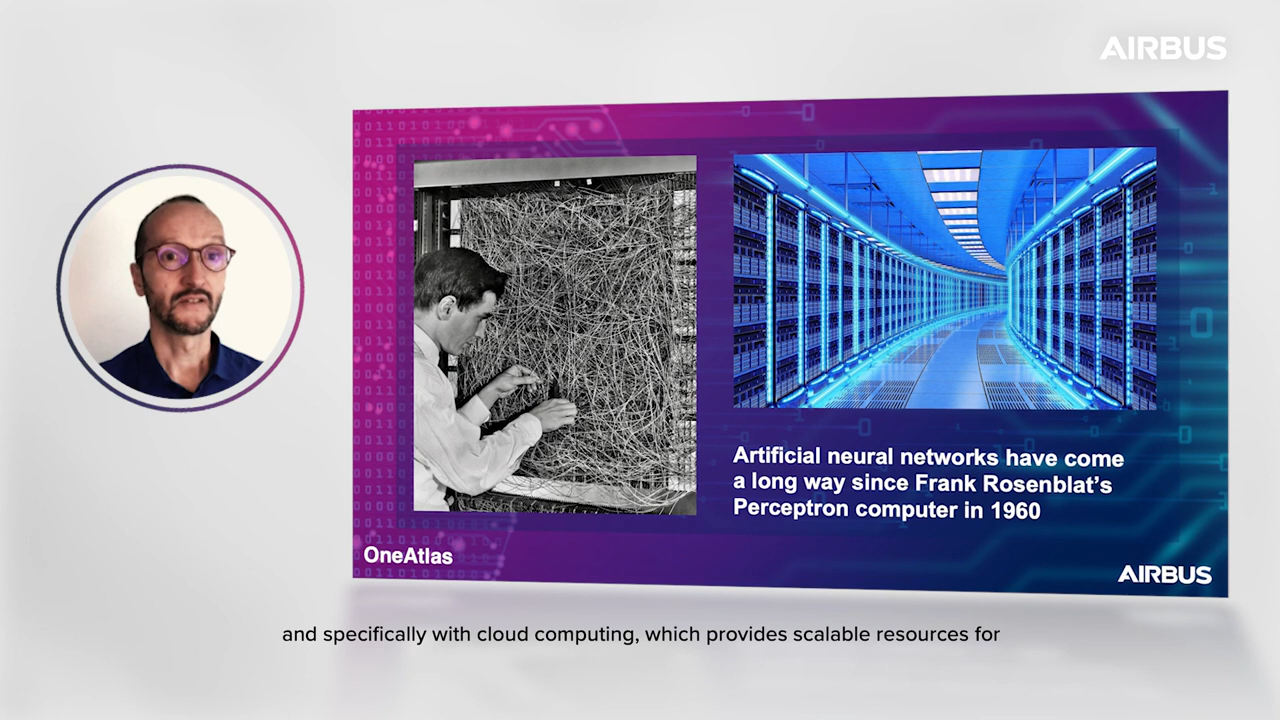 AIRBUS
Artificial neural networks have come
a long way since Frank Rosenblat's
Perceptron computer in 1960
OneAtlas
AIRBUS
and specifically with cloud computing, which provides scalable resources for